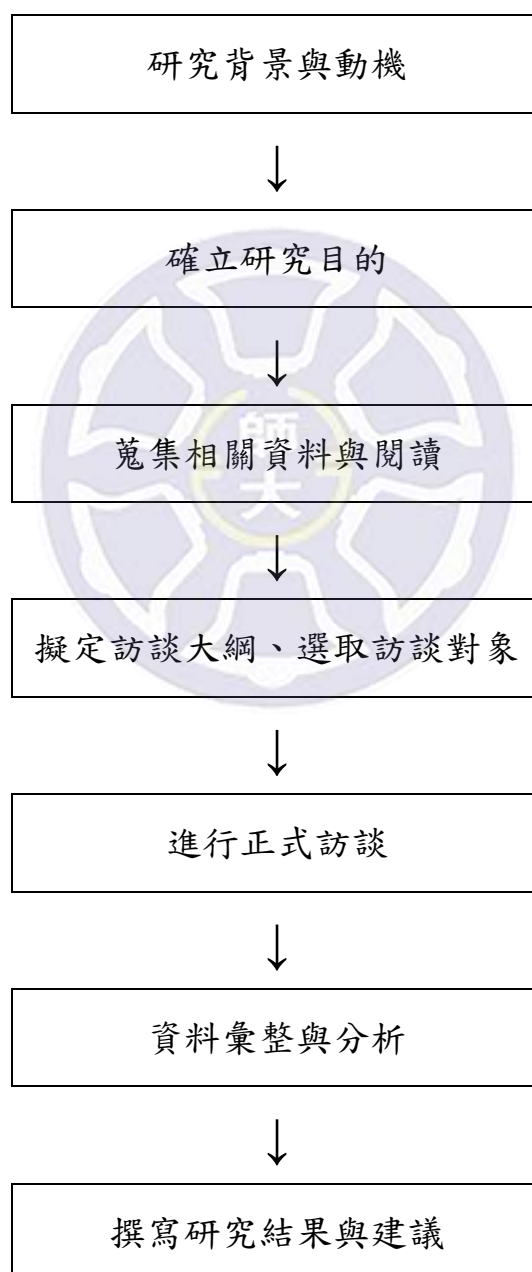 研究背景與動機
↓
確立研究目的
↓
蒐集相關資料與閱讀
師大
↓
擬定訪談大綱、選取訪談對象
↓
進行正式訪談
↓
資料彙整與分析
↓
撰寫研究結果與建議